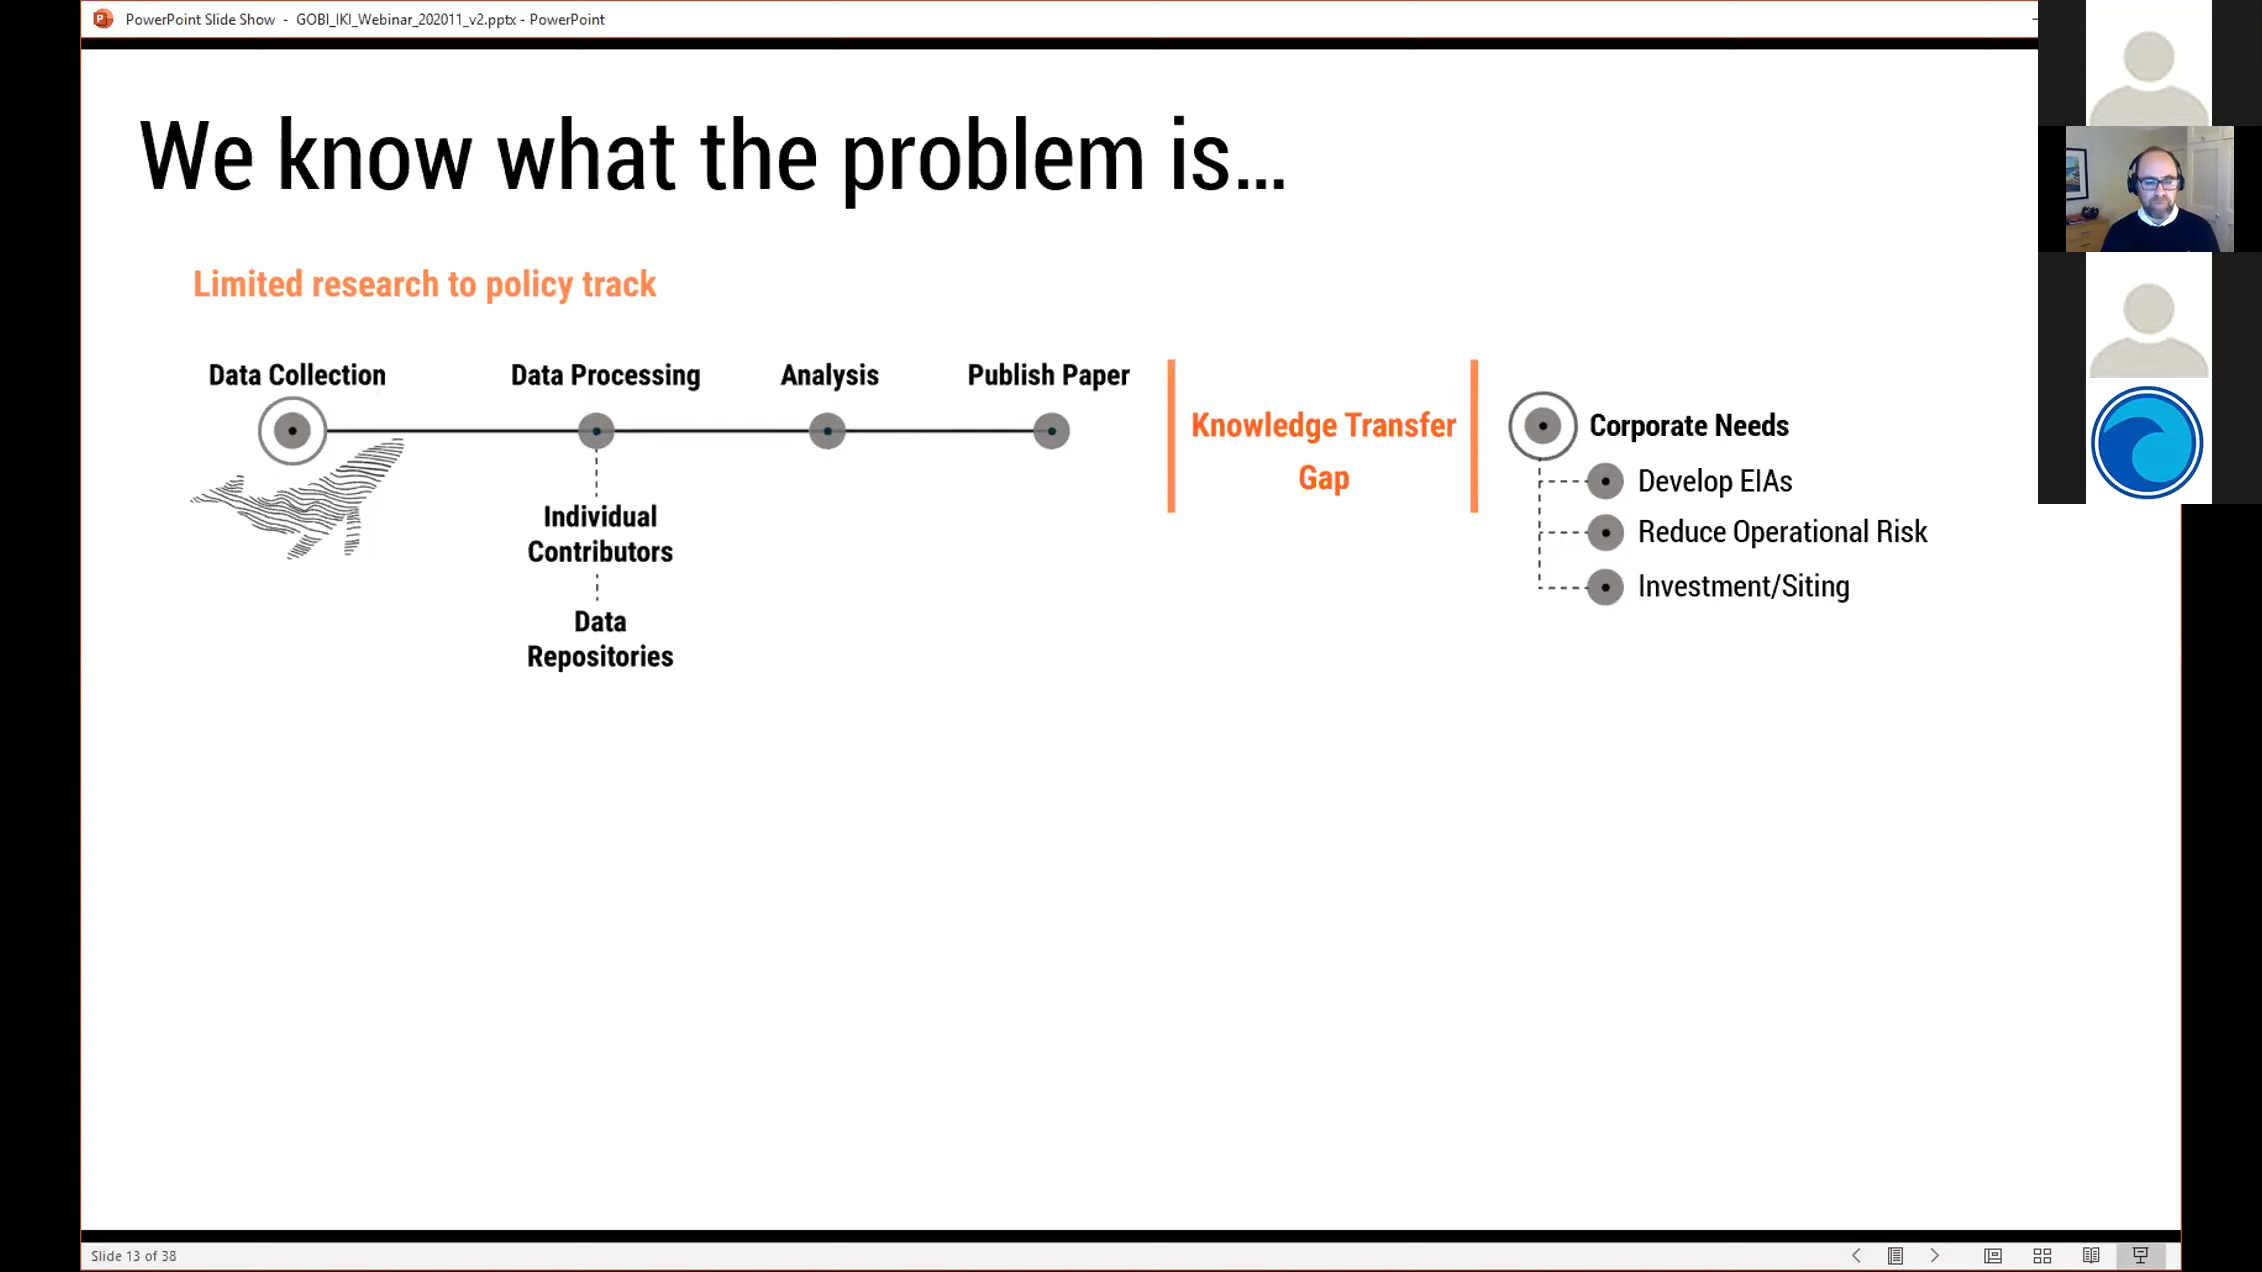 PowerPoint Slide Show - GOBI_IKI_Webinar_202011_v2.pptx - PowerPoint
We know what the problem is...
Limited research to policy track
Data Collection
Data Processing
Analysis
Publish Paper
Individual
Contributors
Data
Repositories
Knowledge Transfer
Gap
Corporate Needs
Develop EIAs
Reduce Operational Risk
Investment/Siting
Slide 13 of 38